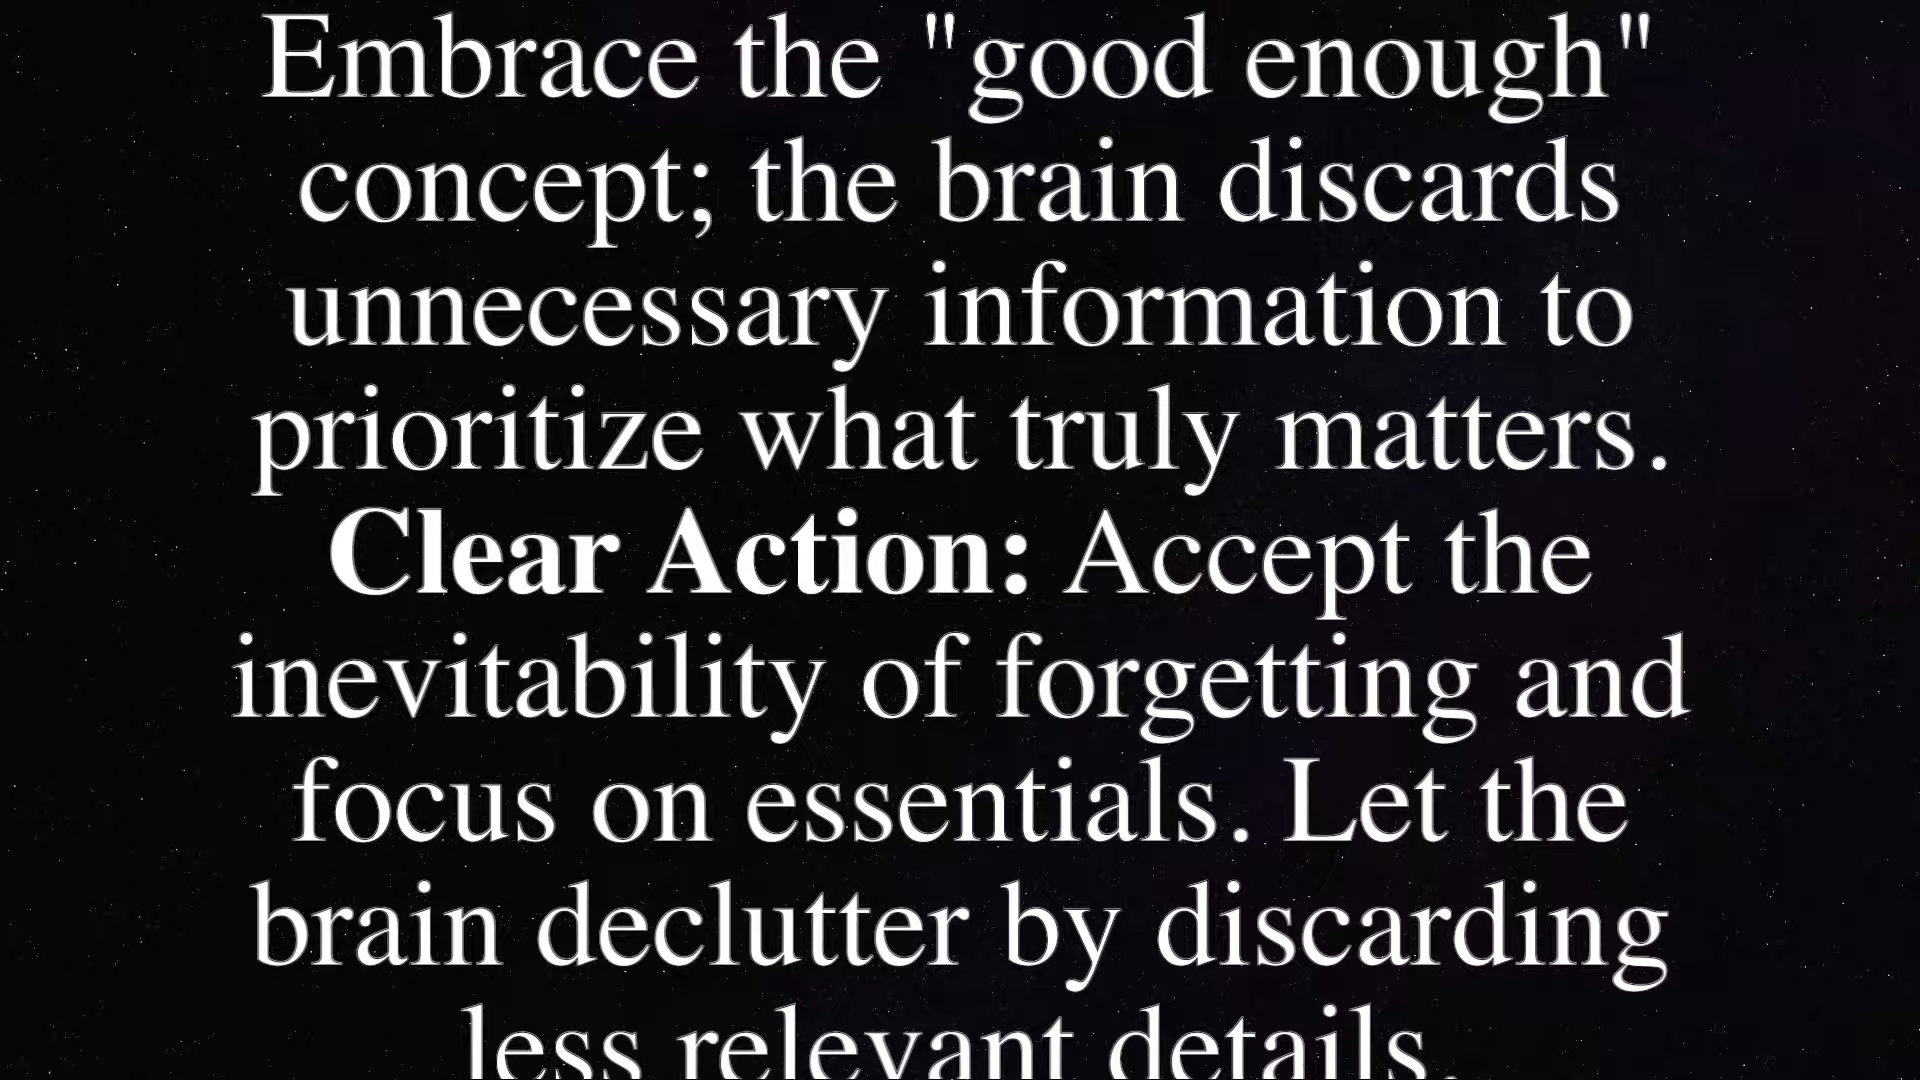 Embrace the "good enough"
concept; the brain discards
unnecessary information to
prioritize what truly matters.
Clear Action: Accept the
inevitability of forgetting and
focus on essentials. Let the
brain declutter by discarding
less relevant details.